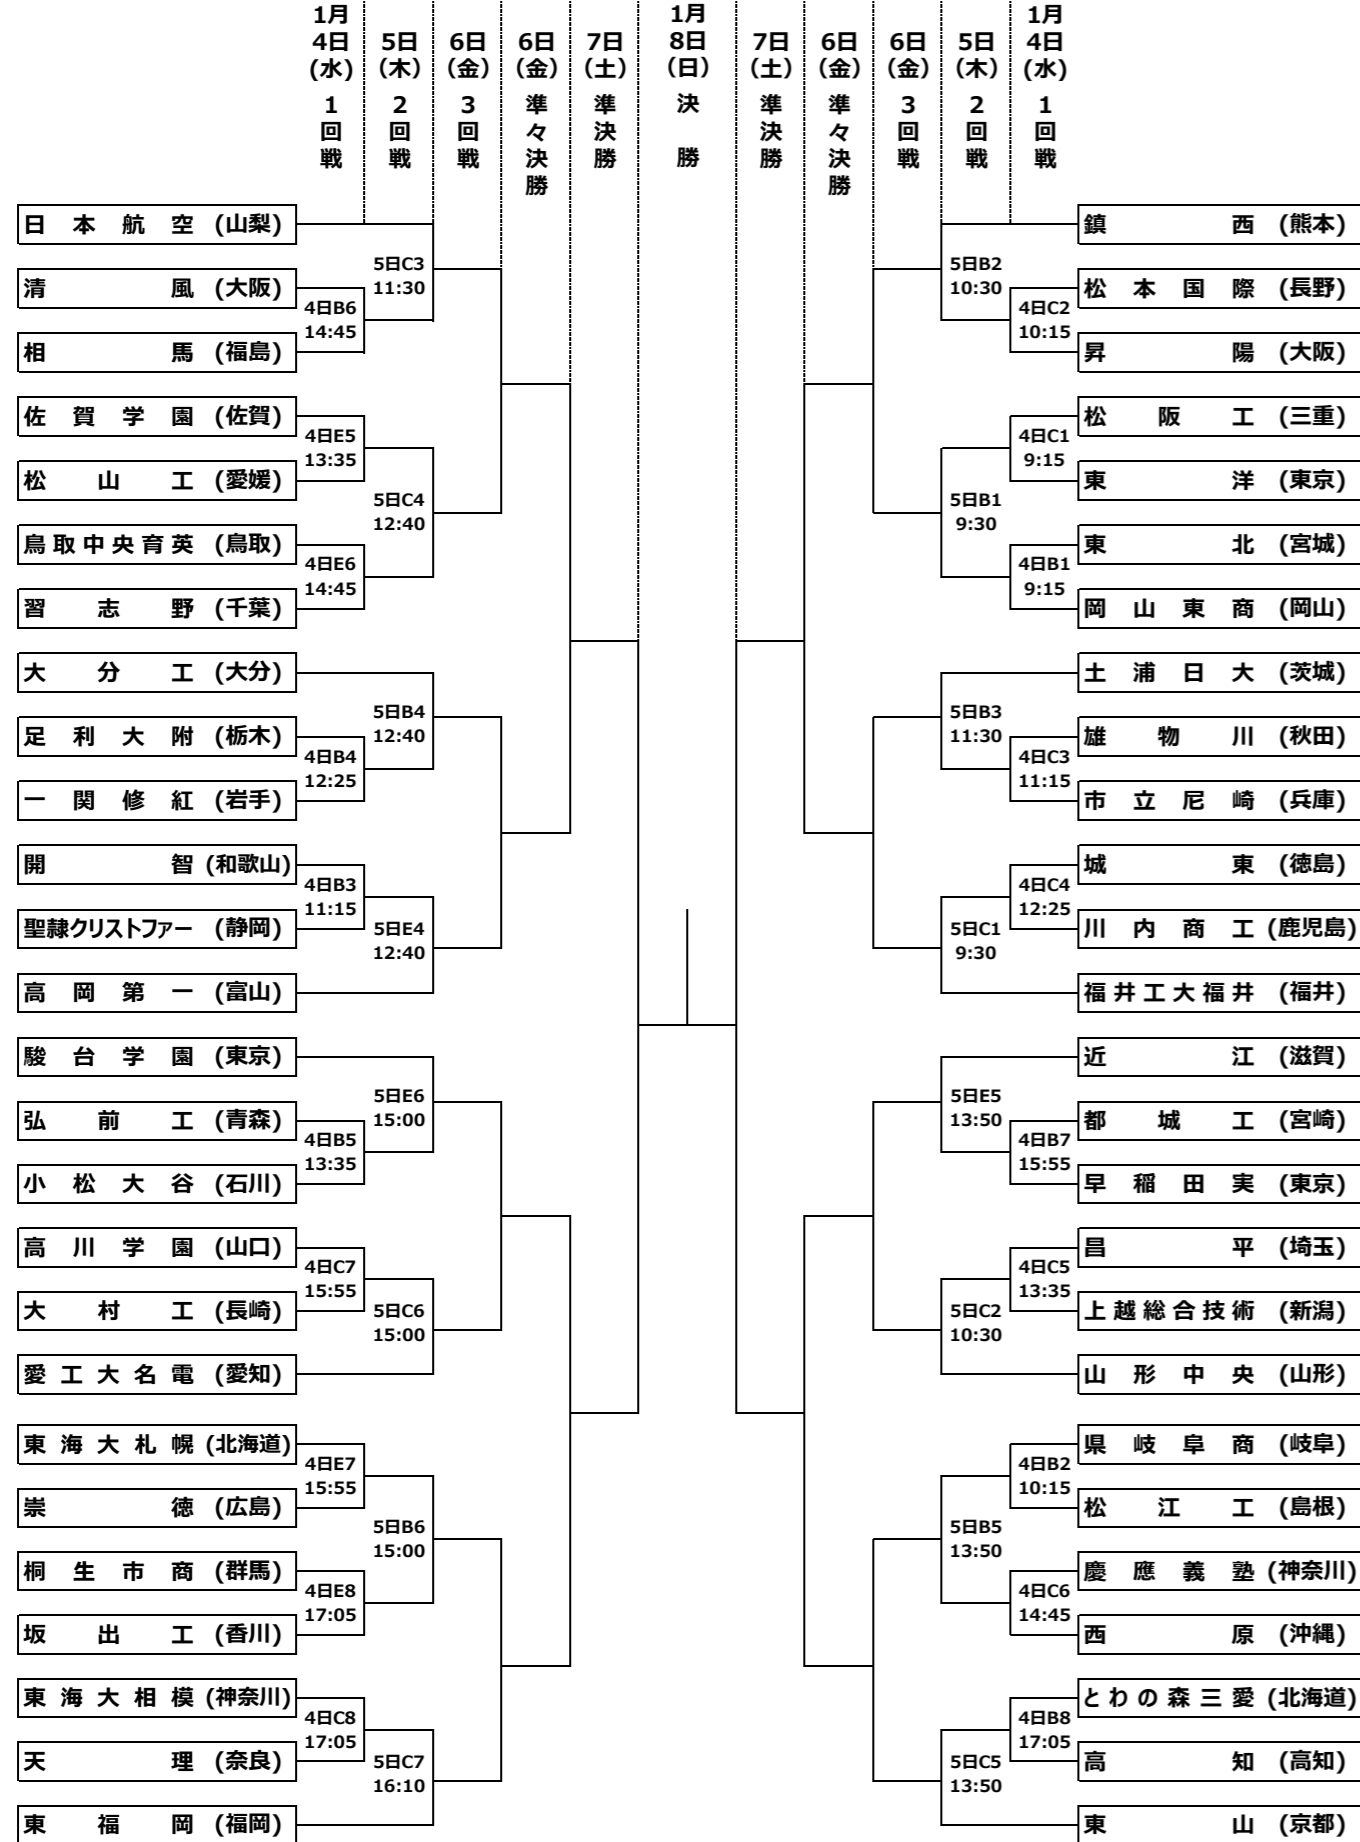 1月 4日 (水) 1回戦
5日 (木) 2回戦
6日 (金) 3回戦
6日 (金) 準々決勝
7日 (土) 準決勝
1月 8日 (日) 決勝
7日 (土) 準決勝
6日 (金) 準々決勝
6日 (金) 3回戦
5日 (木) 2回戦
1月 4日 (水) 1回戦
日本航空 (山梨)
清風 (大阪)
相馬 (福島)
佐賀学園 (佐賀)
松山工 (愛媛)
鳥取中央育英 (鳥取)
習志野 (千葉)
大分工 (大分)
足利大附 (栃木)
一関修紅 (岩手)
開智 (和歌山)
聖隷クリストファー (静岡)
高岡第一 (富山)
駿台学園 (東京)
弘前工 (青森)
小松大谷 (石川)
高川学園 (山口)
大村工 (長崎)
愛工大名電 (愛知)
東海大札幌 (北海道)
崇徳 (広島)
桐生市商 (群馬)
坂出工 (香川)
東海大相模 (神奈川)
天理 (奈良)
東福岡 (福岡)
4日B6
14:45
4日E5
13:35
4日E6
14:45
4日B4
12:25
4日B3
11:15
4日B5
13:35
4日C7
15:55
4日E7
15:55
4日E8
17:05
4日C8
17:05
5日C3
11:30
5日C4
12:40
5日B4
12:40
5日E4
12:40
5日E6
15:00
5日C6
15:00
5日B6
15:00
5日C7
16:10
5日B2
10:30
5日B1
9:30
5日B3
11:30
5日C1
9:30
5日E5
13:50
5日C2
10:30
5日B5
13:50
5日C5
13:50
4日C2
10:15
4日C1
9:15
4日B1
9:15
4日C3
11:15
4日C4
12:25
4日B7
15:55
4日C5
13:35
4日B2
10:15
4日C6
14:45
4日B8
17:05
鎮西 (熊本)
松本国際 (長野)
昇陽 (大阪)
松阪工 (三重)
東洋 (東京)
東北 (宮城)
岡山東商 (岡山)
土浦日大 (茨城)
雄物川 (秋田)
市立尼崎 (兵庫)
城東 (徳島)
川内商工 (鹿児島)
福井工大福井 (福井)
近江 (滋賀)
都城工 (宮崎)
早稲田実 (東京)
昌平 (埼玉)
上越総合技術 (新潟)
山形中央 (山形)
県岐阜商 (岐阜)
松江工 (島根)
慶應義塾 (神奈川)
西原 (沖縄)
とわの森三愛 (北海道)
高知 (高知)
東山 (京都)